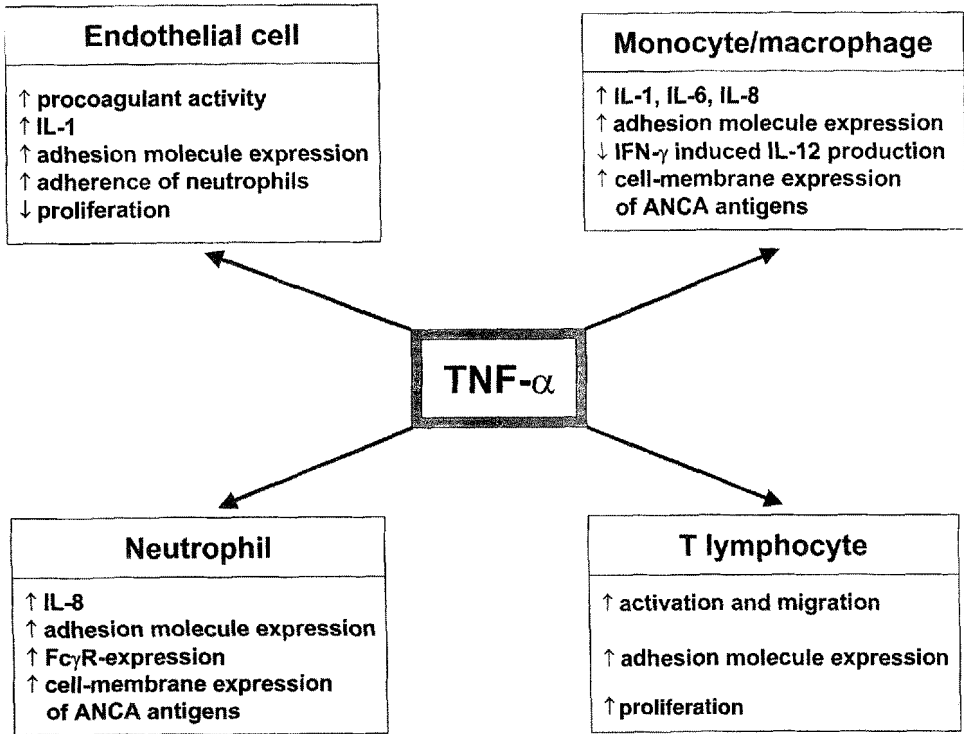 Endothelial cell
↑ procoagulant activity
↑ IL-1
↑ adhesion molecule expression
↑ adherence of neutrophils
↓ proliferation
Monocyte/macrophage
↑ IL-1, IL-6, IL-8
↑ adhesion molecule expression
↓ IFN-γ induced IL-12 production
↑ cell-membrane expression
of ANCA antigens
TNF-α
Neutrophil
↑ IL-8
↑ adhesion molecule expression
↑ FcγR-expression
↑ cell-membrane expression
of ANCA antigens
T lymphocyte
↑ activation and migration
↑ adhesion molecule expression
↑ proliferation